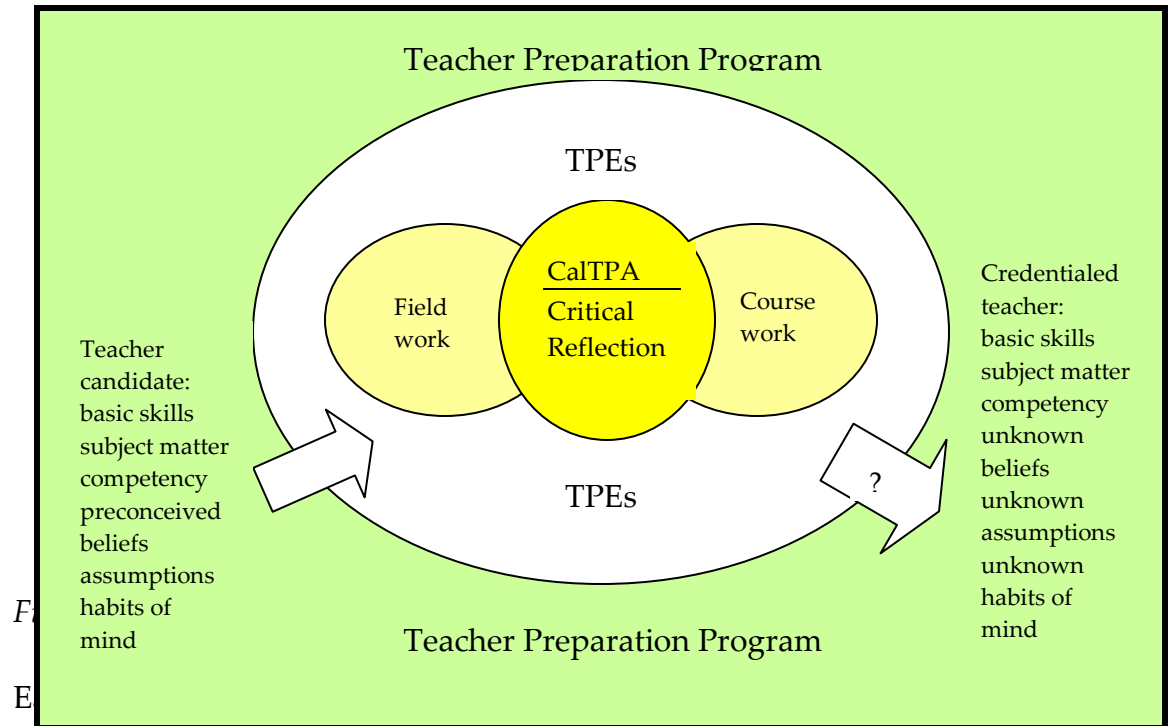 Teacher Preparation Program
TPEs
Field
work
CalTPA
Critical
Reflection
Course
work
Teacher
candidate:
basic skills
subject matter
competency
preconceived
beliefs
assumptions
habits of
mind
Credentialed
teacher:
basic skills
subject matter
competency
unknown
beliefs
unknown
assumptions
unknown
habits of
mind
?
TPEs
Teacher Preparation Program